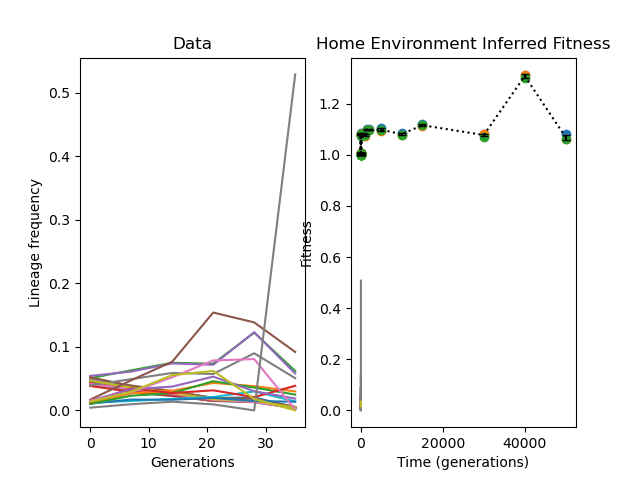 Data
Home Environment Inferred Fitness
Lineage frequency
0.5
0.4
0.3
0.2
0.1
0.0
0 10 20 30
Generations
Fitness
1.2
1.0
0.8
0.6
0.4
0.2
0.0
0 20000 40000
Time (generations)